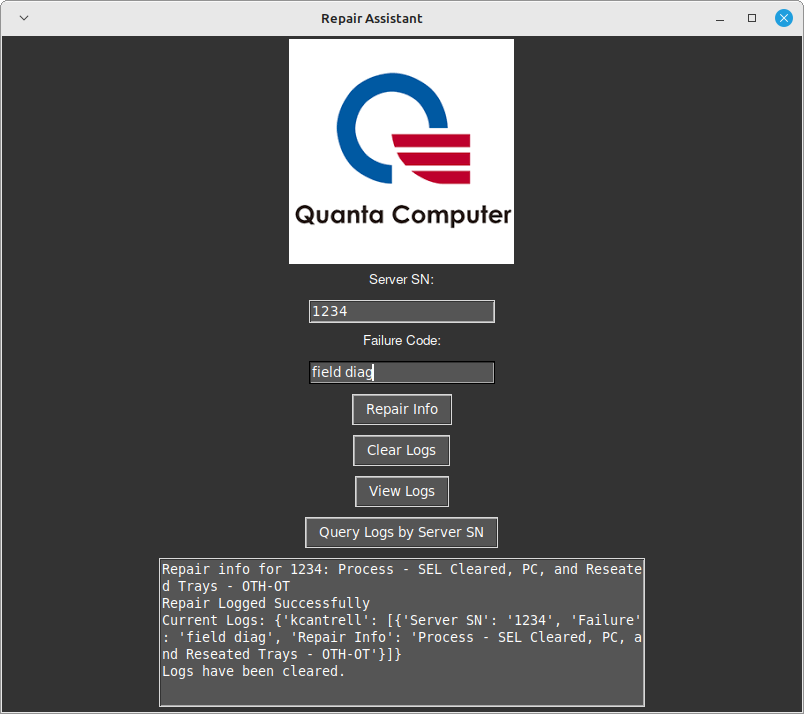 Repair Assistant
Quanta Computer
Server SN:
1234
Failure Code:
field diag
Repair Info
Clear Logs
View Logs
Query Logs by Server SN
Repair info for 1234: Process - SEL Cleared, PC, and Reseate
d Trays - OTH-OT
Repair Logged Successfully
Current Logs: {'kcantrell': [{'Server SN': '1234', 'Failure'
: 'field diag', 'Repair Info': 'Process - SEL Cleared, PC, a
nd Reseated Trays - OTH-OT'}]}
Logs have been cleared.